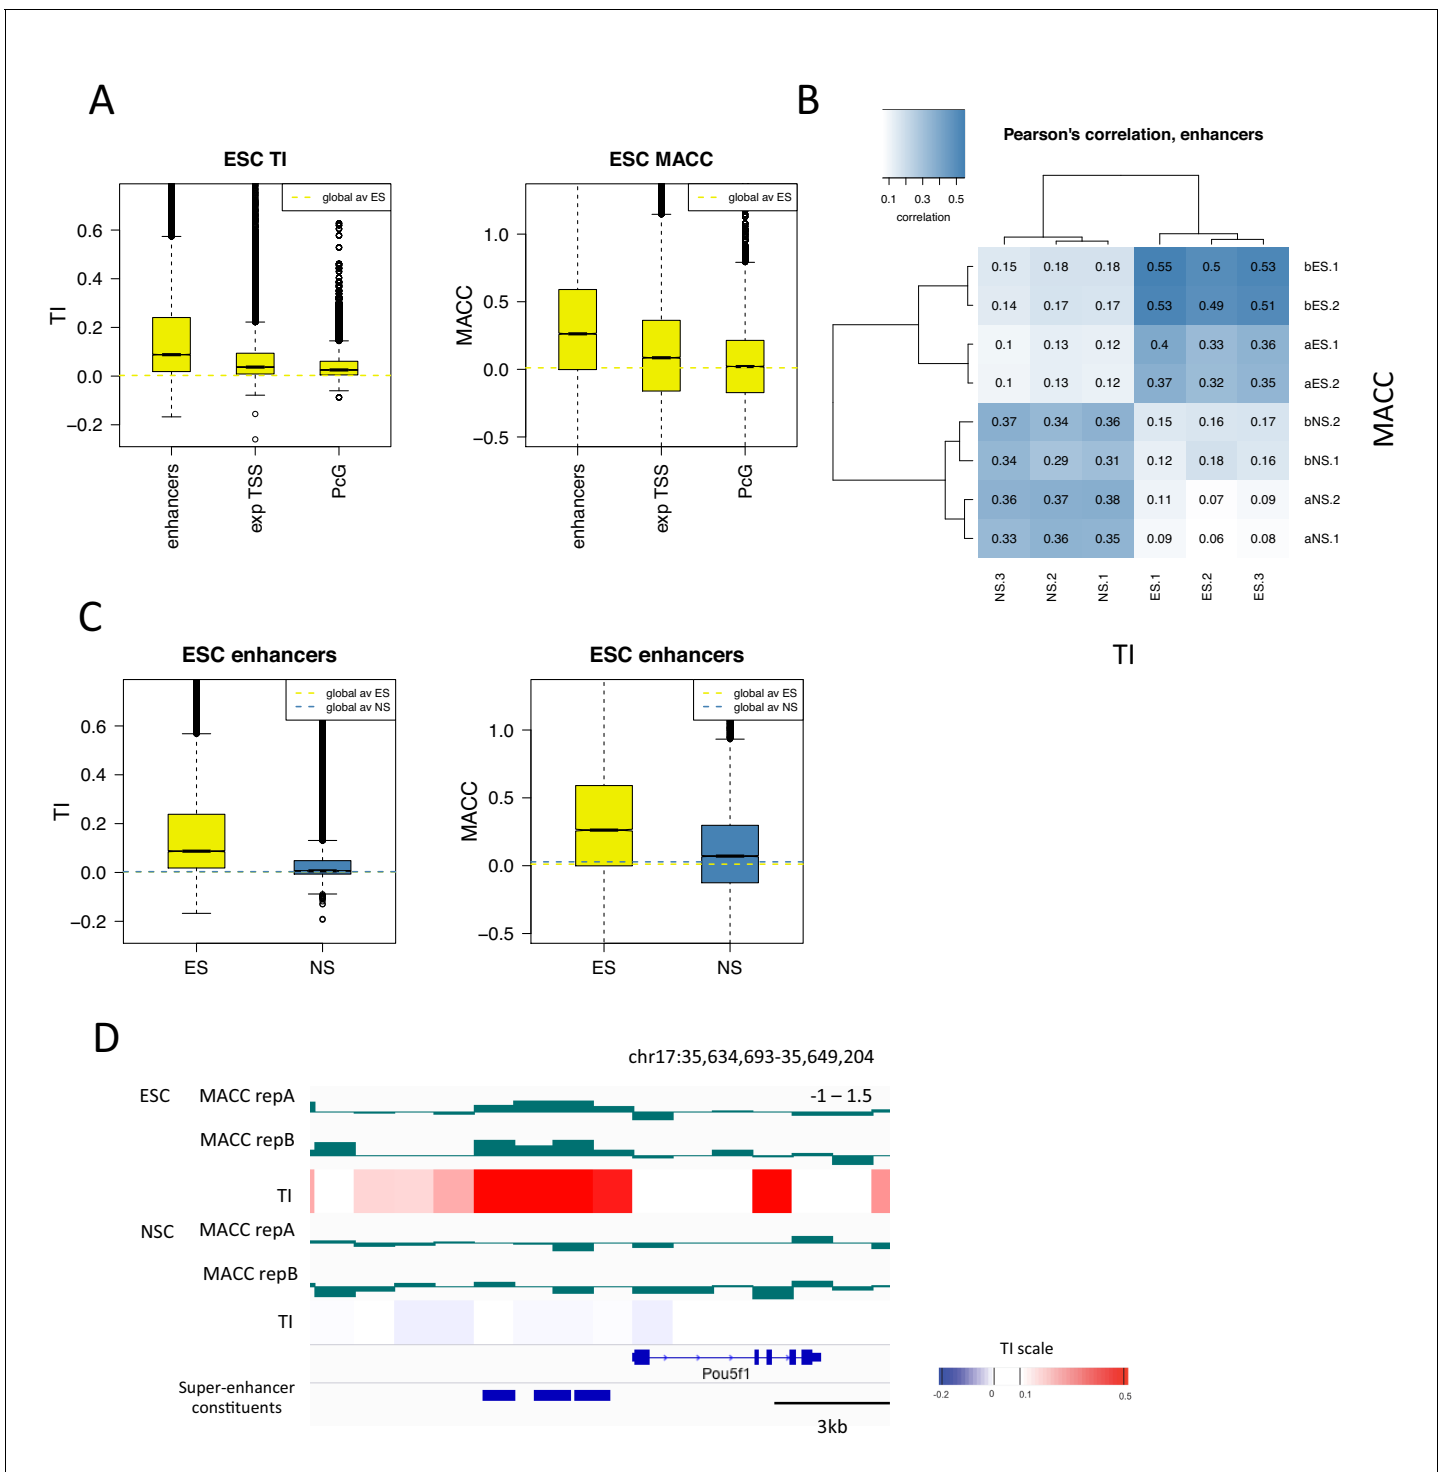 A
ESC TI
global av ES
TI
0.6
0.4
0.2
0.0
−0.2
enhancers
exp TSS
PcG
ESC MACC
global av ES
MACC
1.0
0.5
0.0
−0.5
enhancers
exp TSS
PcG
B
0.1 0.3 0.5
correlation
Pearson's correlation, enhancers
0.15 0.18 0.18 0.55 0.5 0.53 bES.1
0.14 0.17 0.17 0.53 0.49 0.51 bES.2
0.1 0.13 0.12 0.4 0.33 0.36 aES.1
0.1 0.13 0.12 0.37 0.32 0.35 aES.2
0.37 0.34 0.36 0.15 0.16 0.17 bNS.2
0.34 0.29 0.31 0.12 0.18 0.16 bNS.1
0.36 0.37 0.38 0.11 0.07 0.09 aNS.2
0.33 0.36 0.35 0.09 0.06 0.08 aNS.1
NS.3 NS.2 NS.1 ES.1 ES.2 ES.3
MACC
TI
C
ESC enhancers
global av ES
global av NS
TI
0.6
0.4
0.2
0.0
−0.2
ES NS
ESC enhancers
global av ES
global av NS
MACC
1.0
0.5
0.0
−0.5
ES NS
D
chr17:35,634,693-35,649,204
ESC MACC repA
-1 – 1.5
MACC repB
TI
NSC MACC repA
MACC repB
TI
Pou5f1
Super-enhancer
constituents
3kb
TI scale
-0.2 0 0.1 0.5